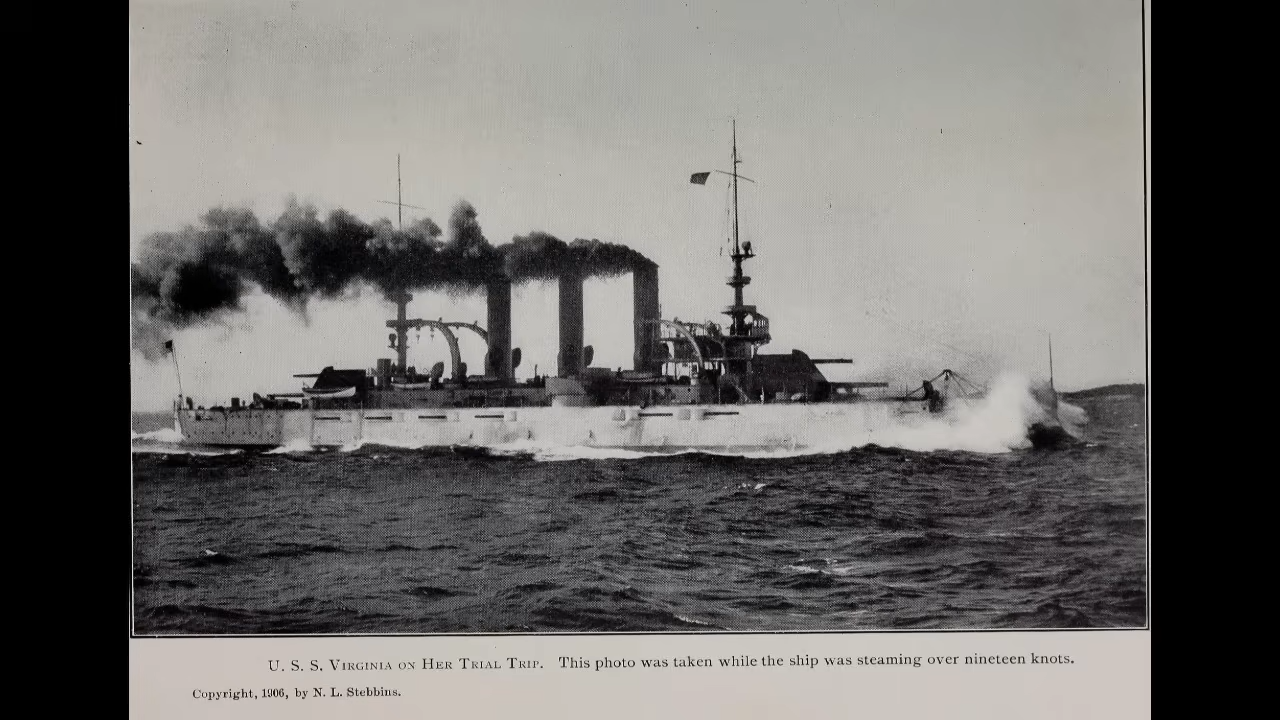 U. S. S. Virginia on Her Trial Trip. This photo was taken while the ship was steaming over nineteen knots.
Copyright, 1906, by N. L. Stebbins.